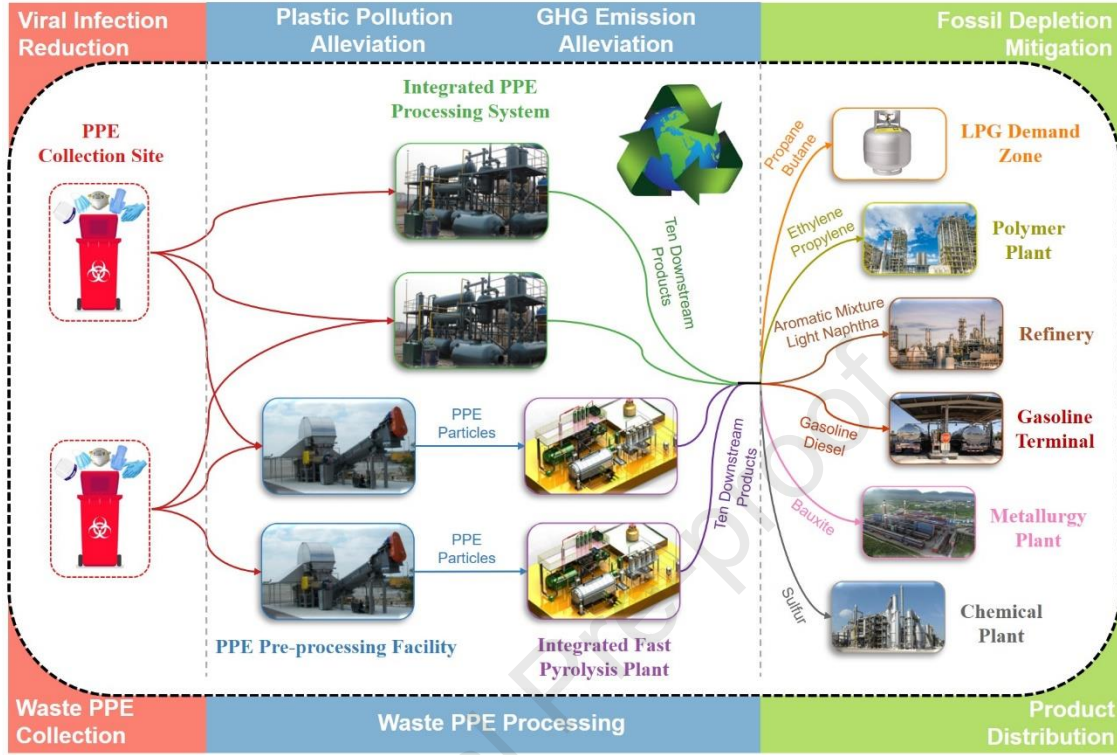 Viral Infection
Reduction
Plastic Pollution
Alleviation
GHG Emission
Alleviation
Fossil Depletion
Mitigation
PPE
Collection Site
Integrated PPE
Processing System
Propane
Butane
LPG Demand
Zone
Ethylene
Propylene
Polymer
Plant
Ten Downstream
Products
Aromatic Mixture
Light Naphtha
Refinery
PPE
Particles
Gasoline
Diesel
Gasoline
Terminal
Ten Downstream
Products
Bauxite
Metallurgy
Plant
PPE
Particles
Sulfur
Chemical
Plant
PPE Pre-processing Facility
Integrated Fast
Pyrolysis Plant
Waste PPE
Collection
Waste PPE Processing
Product
Distribution
Pre-proof